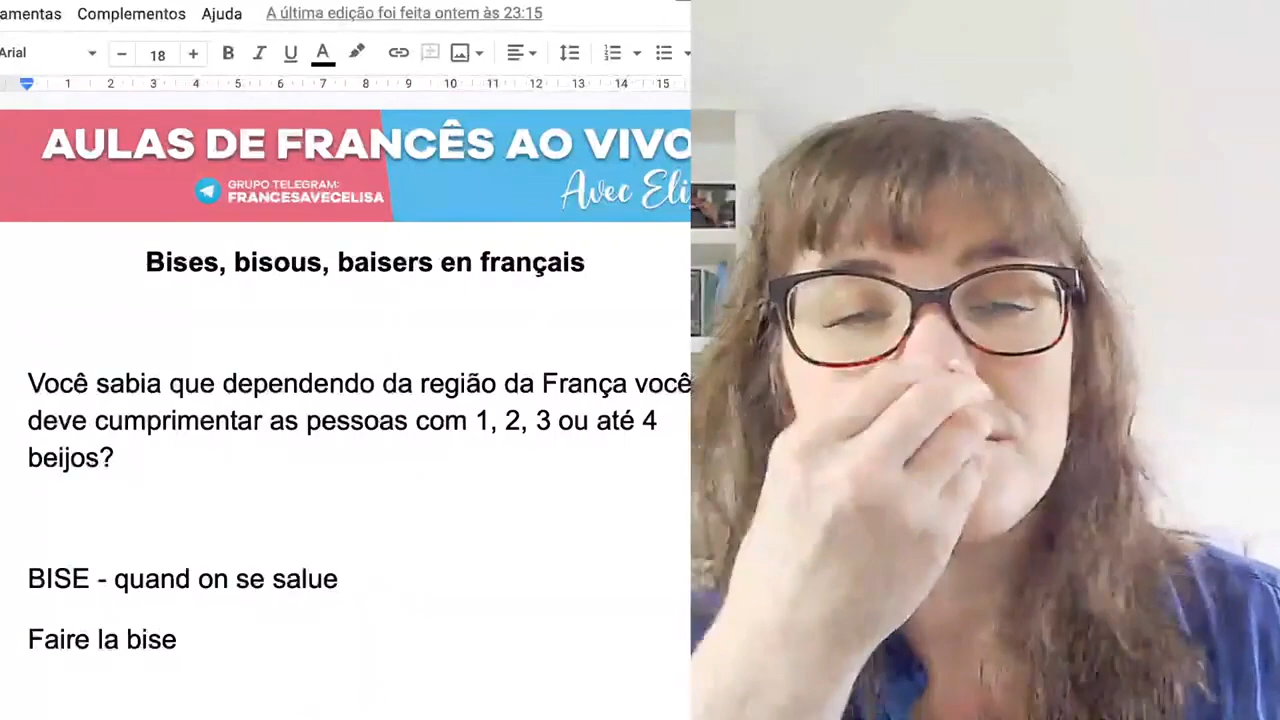 amentas Complementos Ajuda A última edição foi feita ontem às 23:15
Arial 18 B I U A
1 2 3 4 5 6 7 8 9 10 11 12 13 14 15
AULAS DE FRANCÊS AO VIVO
GRUPO TELEGRAM:
FRANCESAVECELISA
Avec Eli
Bises, bisous, baisers en français
Você sabia que dependendo da região da França você
deve cumprimentar as pessoas com 1, 2, 3 ou até 4
beijos?
BISE - quand on se salue
Faire la bise